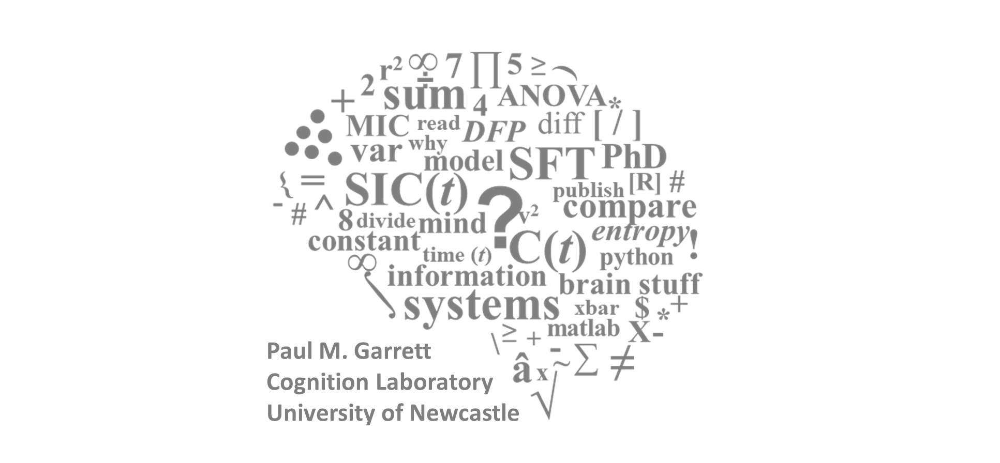 r² ∞ 7 ∏ 5 ≥ ⌒
+ 2 ÷ sum 4 ANOVA *
MIC read DFP diff [ / ]
var why model SFT PhD
{ = SIC(t) ? publish [R] #
- # ^ 8 divide mind v² compare
constant time (t) C(t) entropy !
∞ python
\ information brain stuff
systems xbar $ * +
\ ≥ + matlab X -
â x - ~ ∑ ≠
√
Paul M. Garrett
Cognition Laboratory
University of Newcastle